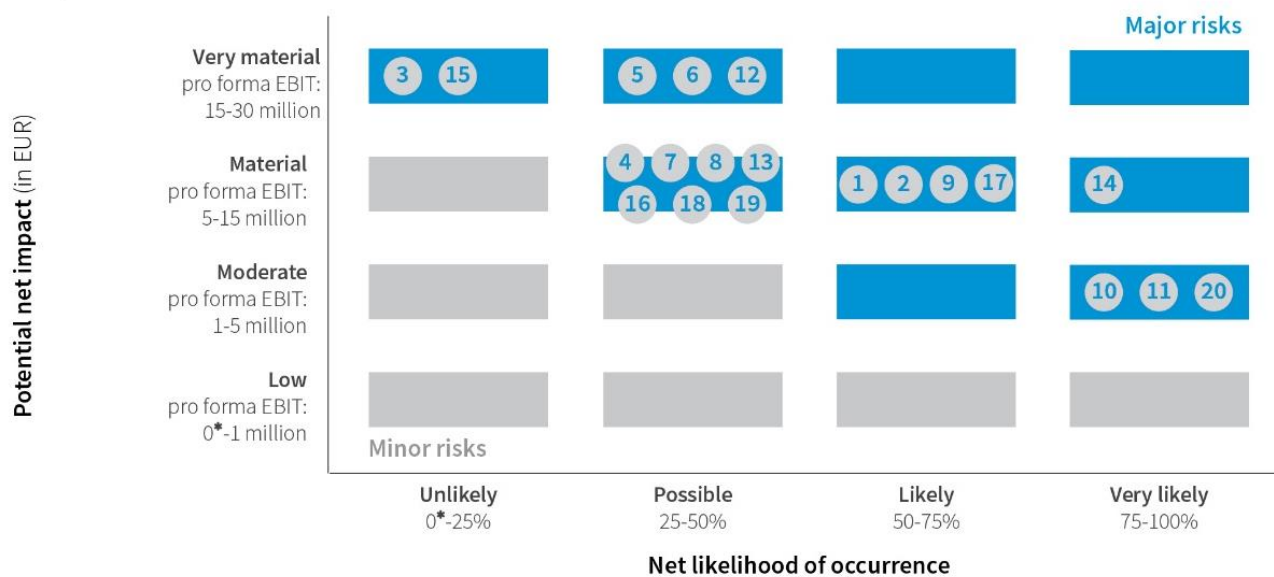 Major risks
Potential net impact (in EUR)
Very material
pro forma EBIT:
15-30 million
3 15
5 6 12
Material
pro forma EBIT:
5-15 million
4 7 8 13
16 18 19
1 2 9 17
14
Moderate
pro forma EBIT:
1-5 million
10 11 20
Low
pro forma EBIT:
0*-1 million
Minor risks
Unlikely
0*-25%
Possible
25-50%
Likely
50-75%
Very likely
75-100%
Net likelihood of occurrence